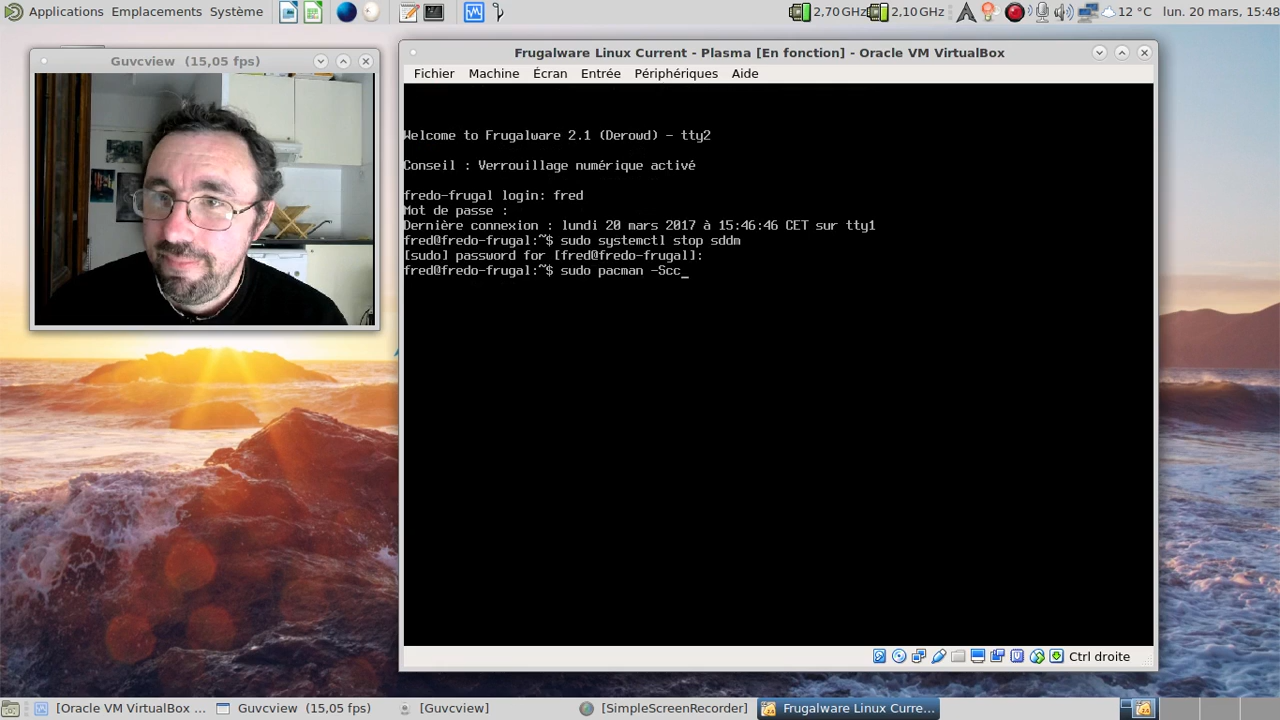 Applications Emplacements Système 2,70 GHz 2,10 GHz 12 °C lun. 20 mars, 15:48
Guvcview (15,05 fps)
Frugalware Linux Current - Plasma [En fonction] - Oracle VM VirtualBox
Fichier Machine Écran Entrée Périphériques Aide
Welcome to Frugalware 2.1 (Derowd) - tty2
Conseil : Verrouillage numérique activé
fredo-frugal login: fred
Mot de passe :
Dernière connexion : lundi 20 mars 2017 à 15:46:46 CET sur tty1
fred@fredo-frugal:~$ sudo systemctl stop sddm
[sudo] password for [fred@fredo-frugal]:
fred@fredo-frugal:~$ sudo pacman -Scc_
Ctrl droite
[Oracle VM VirtualBox ... Guvcview (15,05 fps) [Guvcview] [SimpleScreenRecorder] Frugalware Linux Curre...